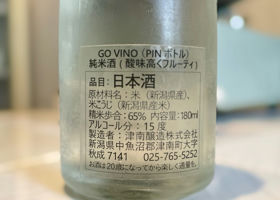 GO VINO (PINボトル)
純米酒(酸味高くフルーティ)
品目:日本酒
原料名:米(新潟県産)、
米こうじ(新潟県産米)
精米歩合:65% 内容量:180ml
アルコール分:15度
製造者:津南醸造株式会社
新潟県中魚沼郡津南町大字
秋成7141 025-765-5252
お酒は20歳になってから楽しく適量を